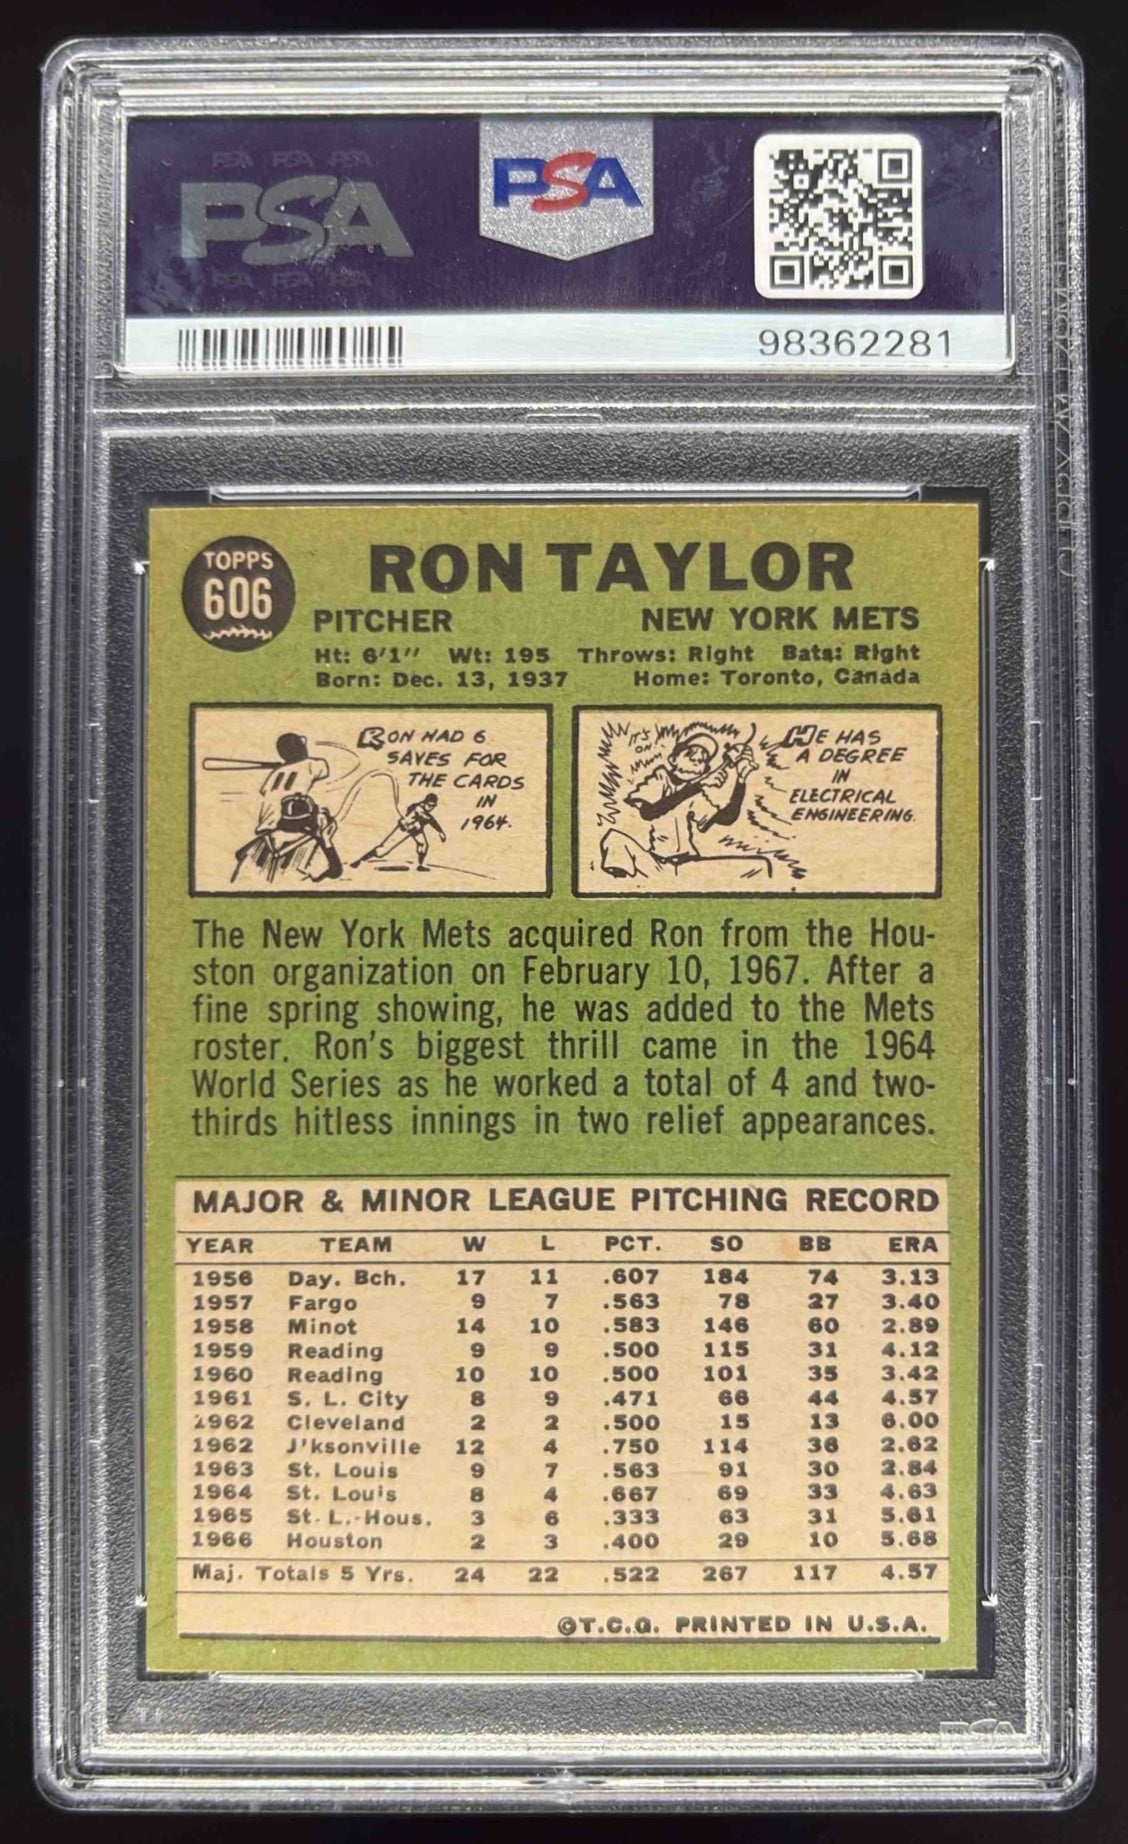 PSA PSA PSA
PSA
PSA PSA PSA
PSA
98362281
TOPPS
606
RON TAYLOR
PITCHER NEW YORK METS
Ht: 6'1" Wt: 195 Throws: Right Bats: Right
Born: Dec. 13, 1937 Home: Toronto, Canada
RON HAD 6
SAVES FOR
THE CARDS
IN
1964.
IT'S
ON!
HE HAS
A DEGREE
IN
ELECTRICAL
ENGINEERING.
The New York Mets acquired Ron from the Hou-
ston organization on February 10, 1967. After a
fine spring showing, he was added to the Mets
roster. Ron's biggest thrill came in the 1964
World Series as he worked a total of 4 and two-
thirds hitless innings in two relief appearances.
MAJOR & MINOR LEAGUE PITCHING RECORD
YEAR TEAM W L PCT. SO BB ERA
1956 Day. Bch. 17 11 .607 184 74 3.13
1957 Fargo 9 7 .563 78 27 3.40
1958 Minot 14 10 .583 146 60 2.89
1959 Reading 9 9 .500 115 31 4.12
1960 Reading 10 10 .500 101 35 3.42
1961 S. L. City 8 9 .471 66 44 4.57
1962 Cleveland 2 2 .500 15 13 6.00
1962 J'ksonville 12 4 .750 114 36 2.62
1963 St. Louis 9 7 .563 91 30 2.84
1964 St. Louis 8 4 .667 69 33 4.63
1965 St. L.-Hous. 3 6 .333 63 31 5.61
1966 Houston 2 3 .400 29 10 5.68
Maj. Totals 5 Yrs. 24 22 .522 267 117 4.57
©T.C.G. PRINTED IN U.S.A.
PSA